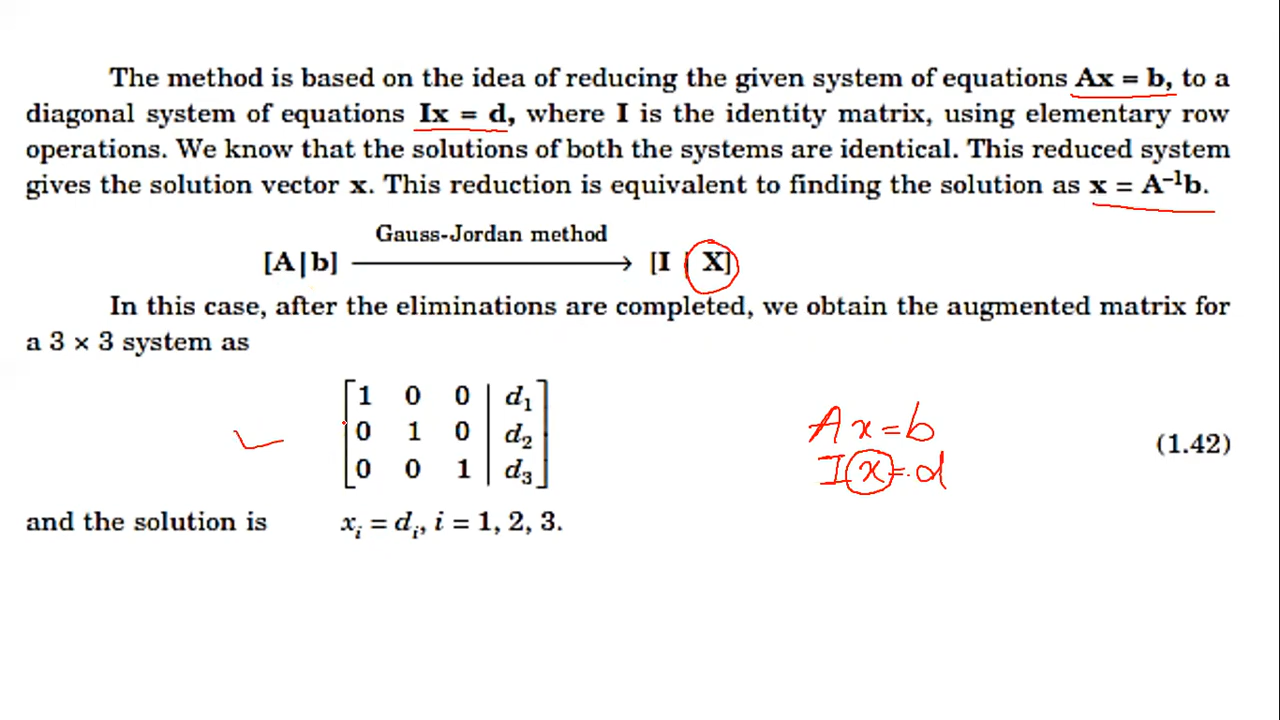 The method is based on the idea of reducing the given system of equations Ax = b, to a
diagonal system of equations Ix = d, where I is the identity matrix, using elementary row
operations. We know that the solutions of both the systems are identical. This reduced system
gives the solution vector x. This reduction is equivalent to finding the solution as x = A⁻¹b.
Gauss-Jordan method
[A|b] ⟶ [I | X]
In this case, after the eliminations are completed, we obtain the augmented matrix for
a 3 × 3 system as
1 0 0 | d₁
0 1 0 | d₂
0 0 1 | d₃
Ax = b
Ix = d
(1.42)
and the solution is xᵢ = dᵢ, i = 1, 2, 3.